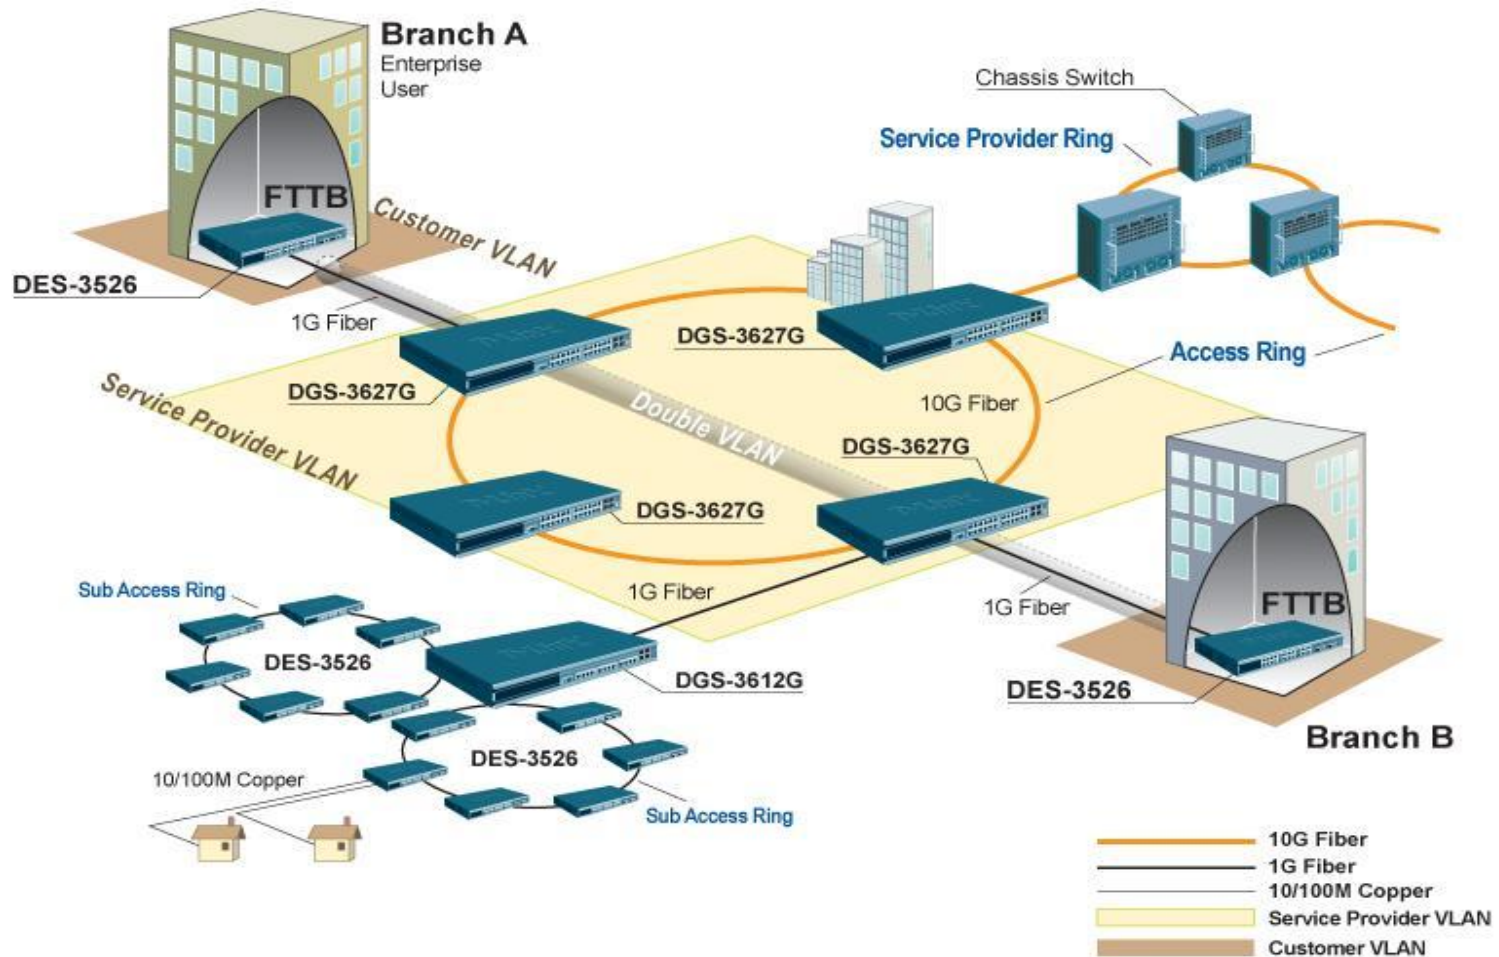 Branch A
Enterprise
User
Chassis Switch
Service Provider Ring
FTTB
Customer VLAN
DES-3526
1G Fiber
DGS-3627G
Access Ring
DGS-3627G
10G Fiber
Service Provider VLAN
Double VLAN
DGS-3627G
DGS-3627G
Sub Access Ring
1G Fiber
1G Fiber
FTTB
DES-3526
DGS-3612G
DES-3526
Branch B
DES-3526
10/100M Copper
Sub Access Ring
10G Fiber
1G Fiber
10/100M Copper
Service Provider VLAN
Customer VLAN